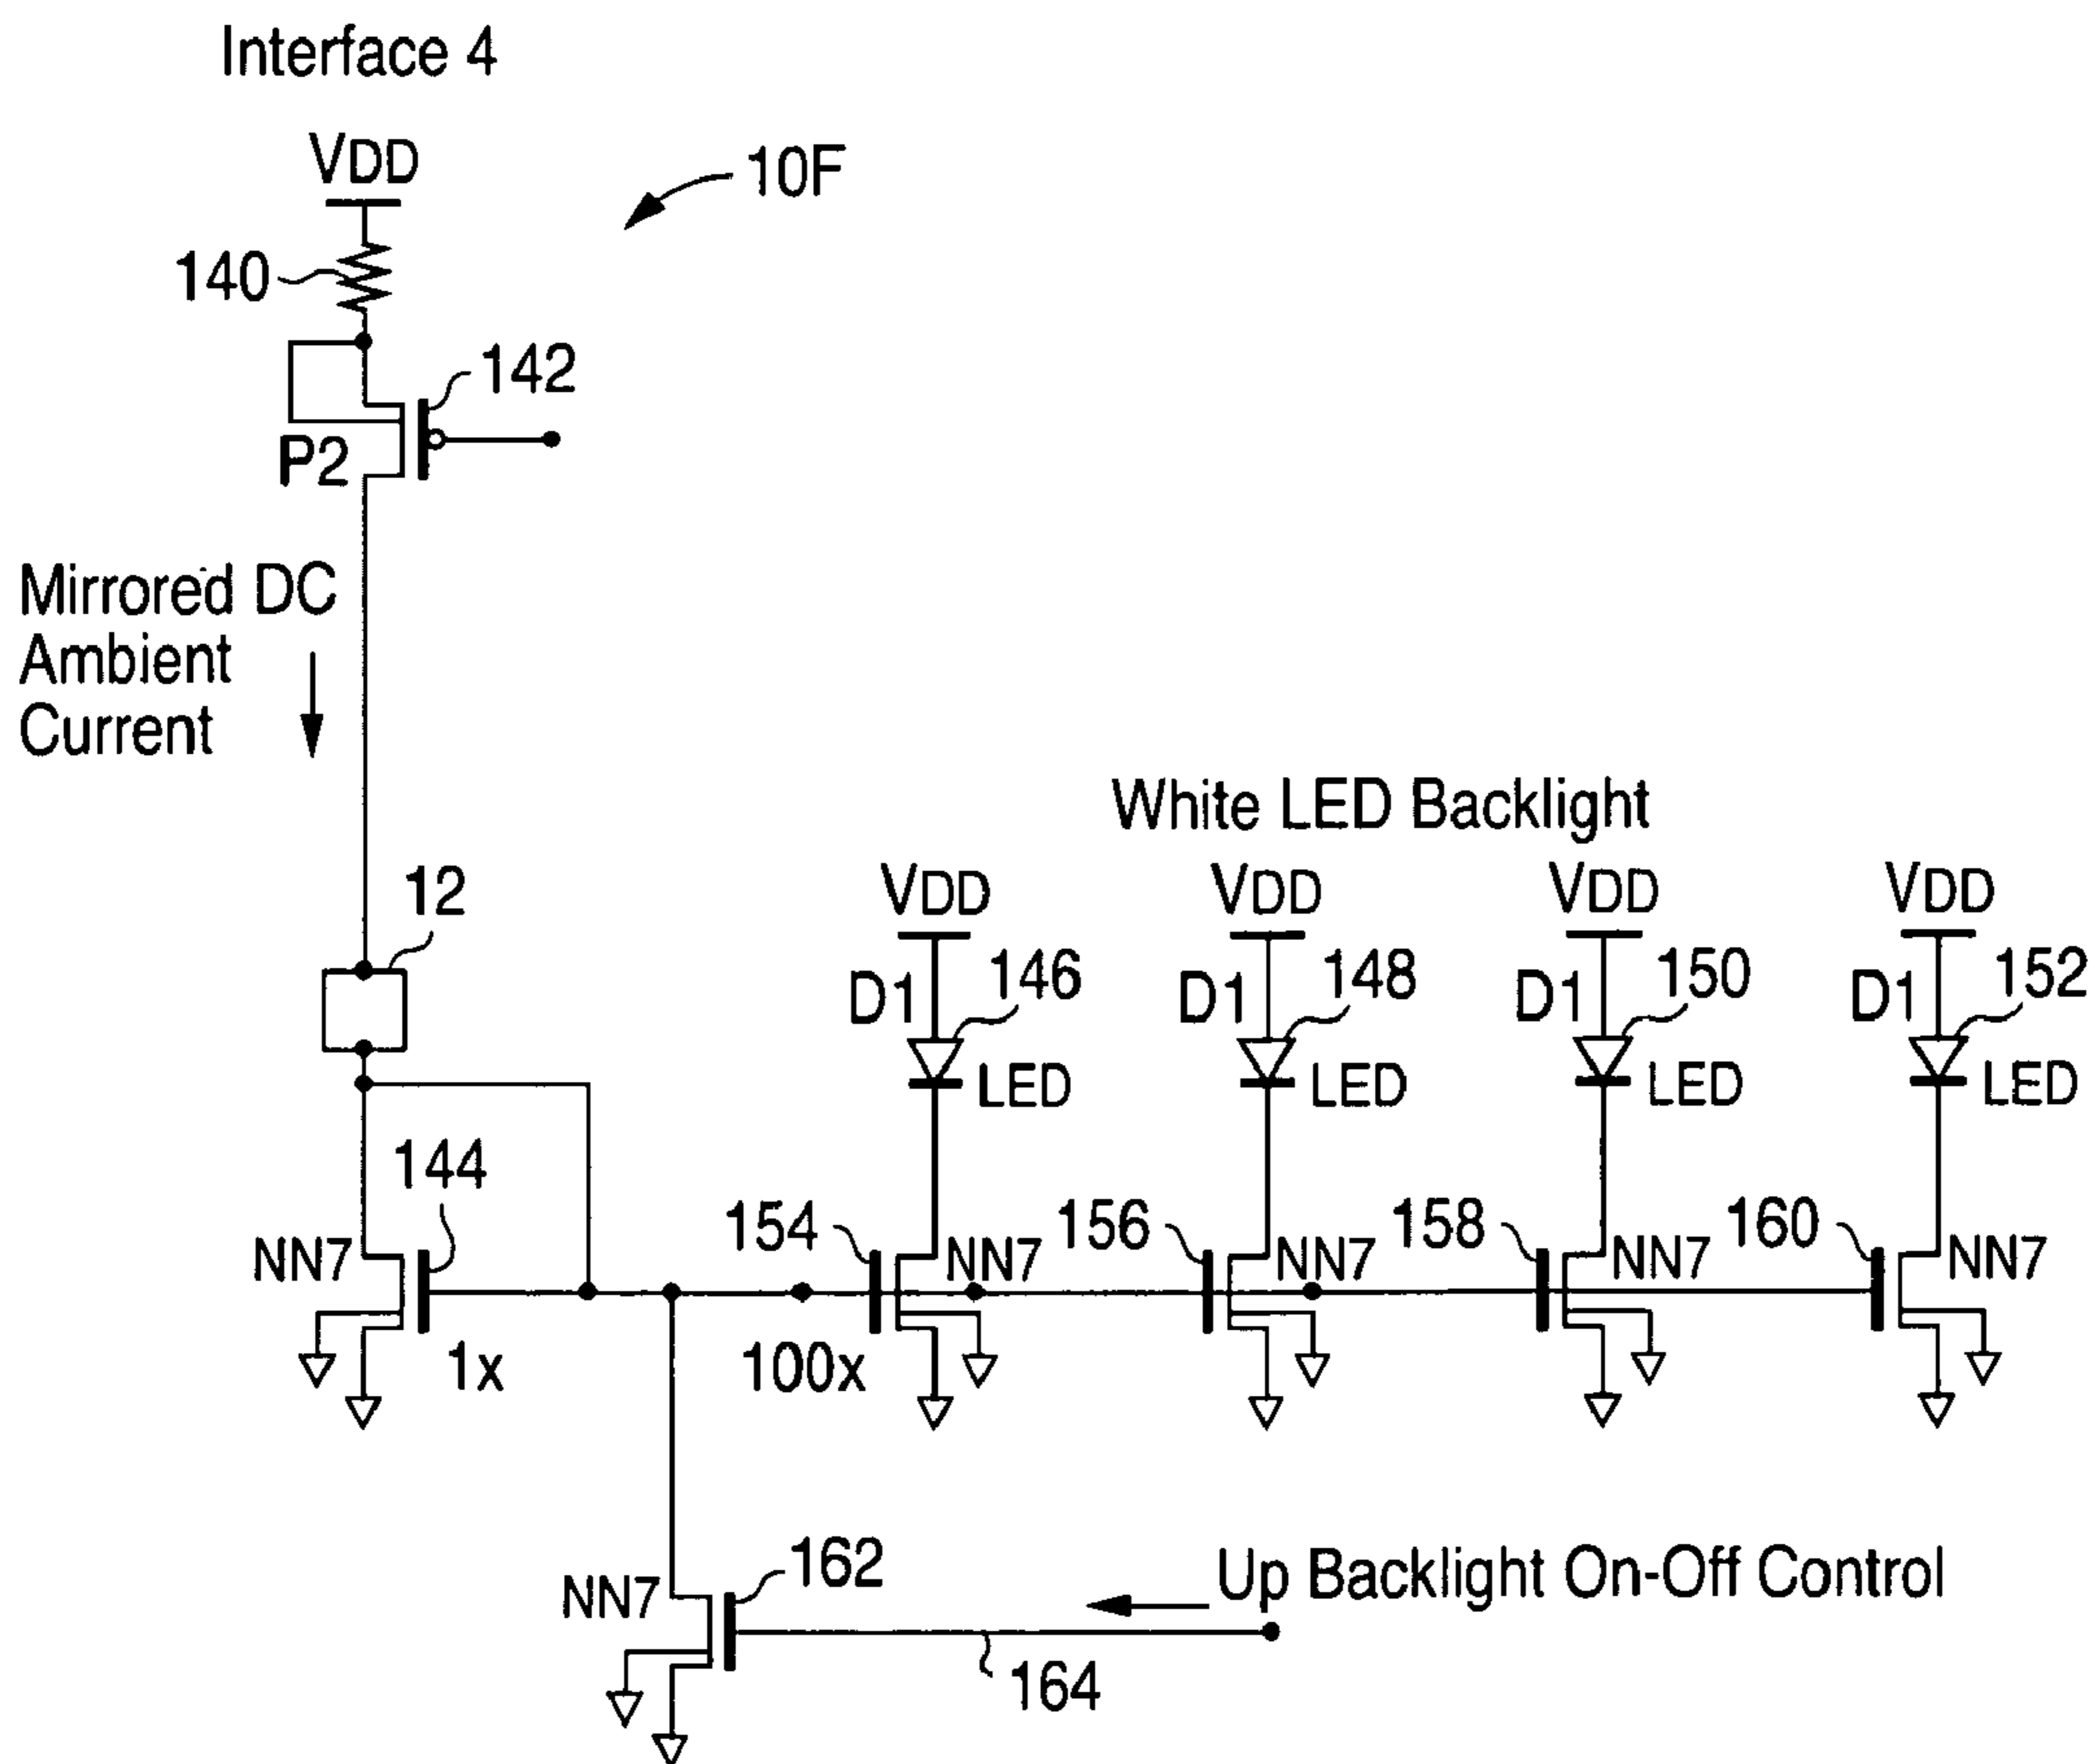 Interface 4
VDD
10F
140
142
P2
Mirrored DC
Ambient
Current
White LED Backlight
12
VDD
VDD
VDD
VDD
D1
146
D1
148
D1
150
D1
152
LED
LED
LED
LED
144
154
156
158
160
NN7
NN7
NN7
NN7
NN7
1x
100x
162
Up Backlight On-Off Control
NN7
164